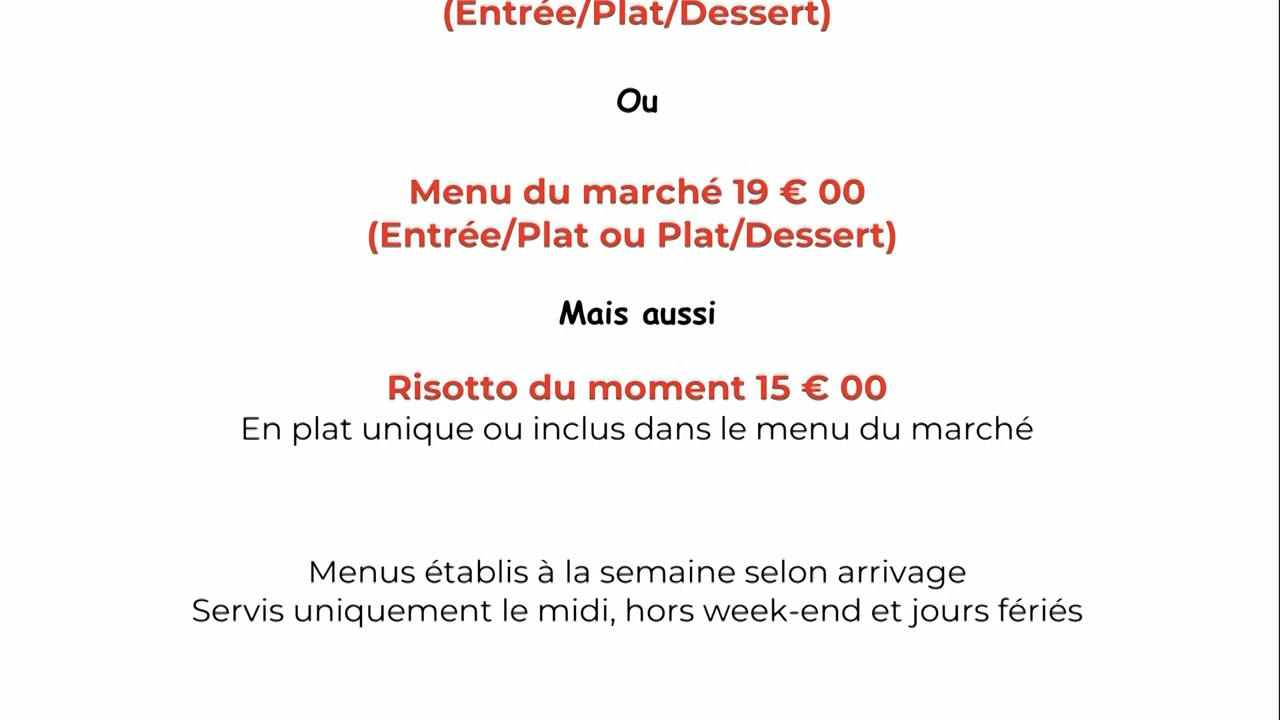 (Entrée/Plat/Dessert)
Ou
Menu du marché 19 € 00
(Entrée/Plat ou Plat/Dessert)
Mais aussi
Risotto du moment 15 € 00
En plat unique ou inclus dans le menu du marché
Menus établis à la semaine selon arrivage
Servis uniquement le midi, hors week-end et jours fériés